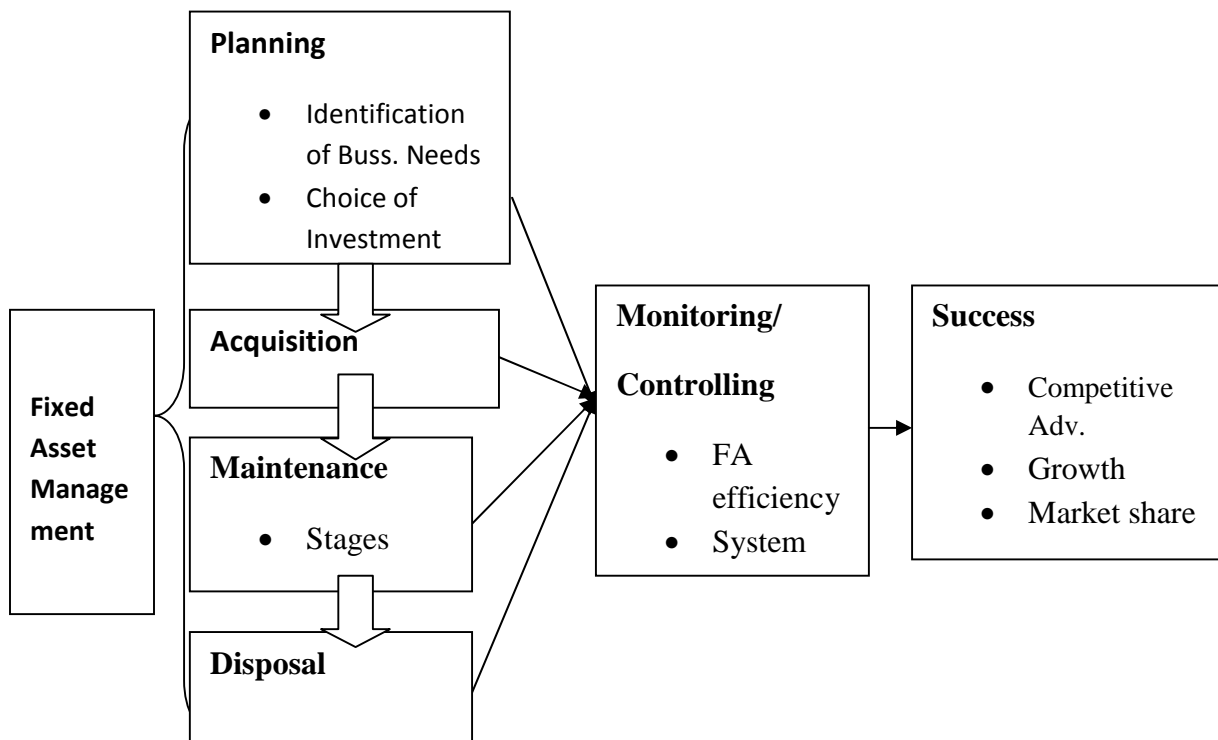 Fixed
Asset
Manage
ment
Planning
• Identification
of Buss. Needs
• Choice of
Investment
Acquisition
Maintenance
• Stages
Disposal
Monitoring/
Controlling
• FA
efficiency
• System
Success
• Competitive
Adv.
• Growth
• Market share